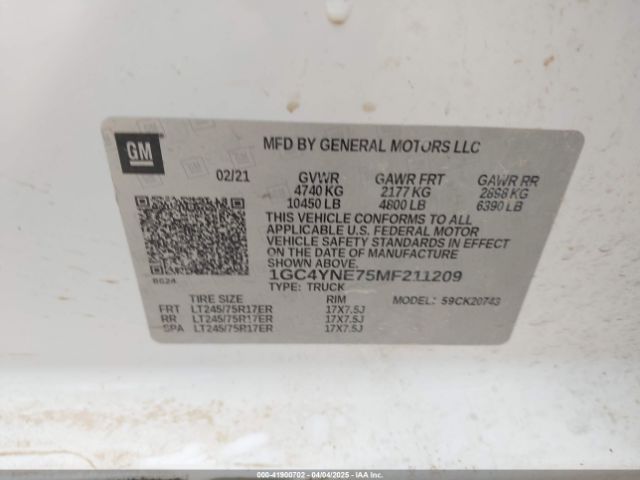 GM
MFD BY GENERAL MOTORS LLC
02/21 GVWR GAWR FRT GAWR RR
4740 KG 2177 KG 2898 KG
10450 LB 4800 LB 6390 LB
THIS VEHICLE CONFORMS TO ALL
APPLICABLE U.S. FEDERAL MOTOR
VEHICLE SAFETY STANDARDS IN EFFECT
ON THE DATE OF MANUFACTURE
SHOWN ABOVE.
8624
1GC4YNE75MF211209
TYPE: TRUCK
TIRE SIZE RIM MODEL: 59CK20743
FRT LT245/75R17ER 17X7.5J
RR LT245/75R17ER 17X7.5J
SPA LT245/75R17ER 17X7.5J
000-41900702 - 04/04/2025 - IAA Inc.